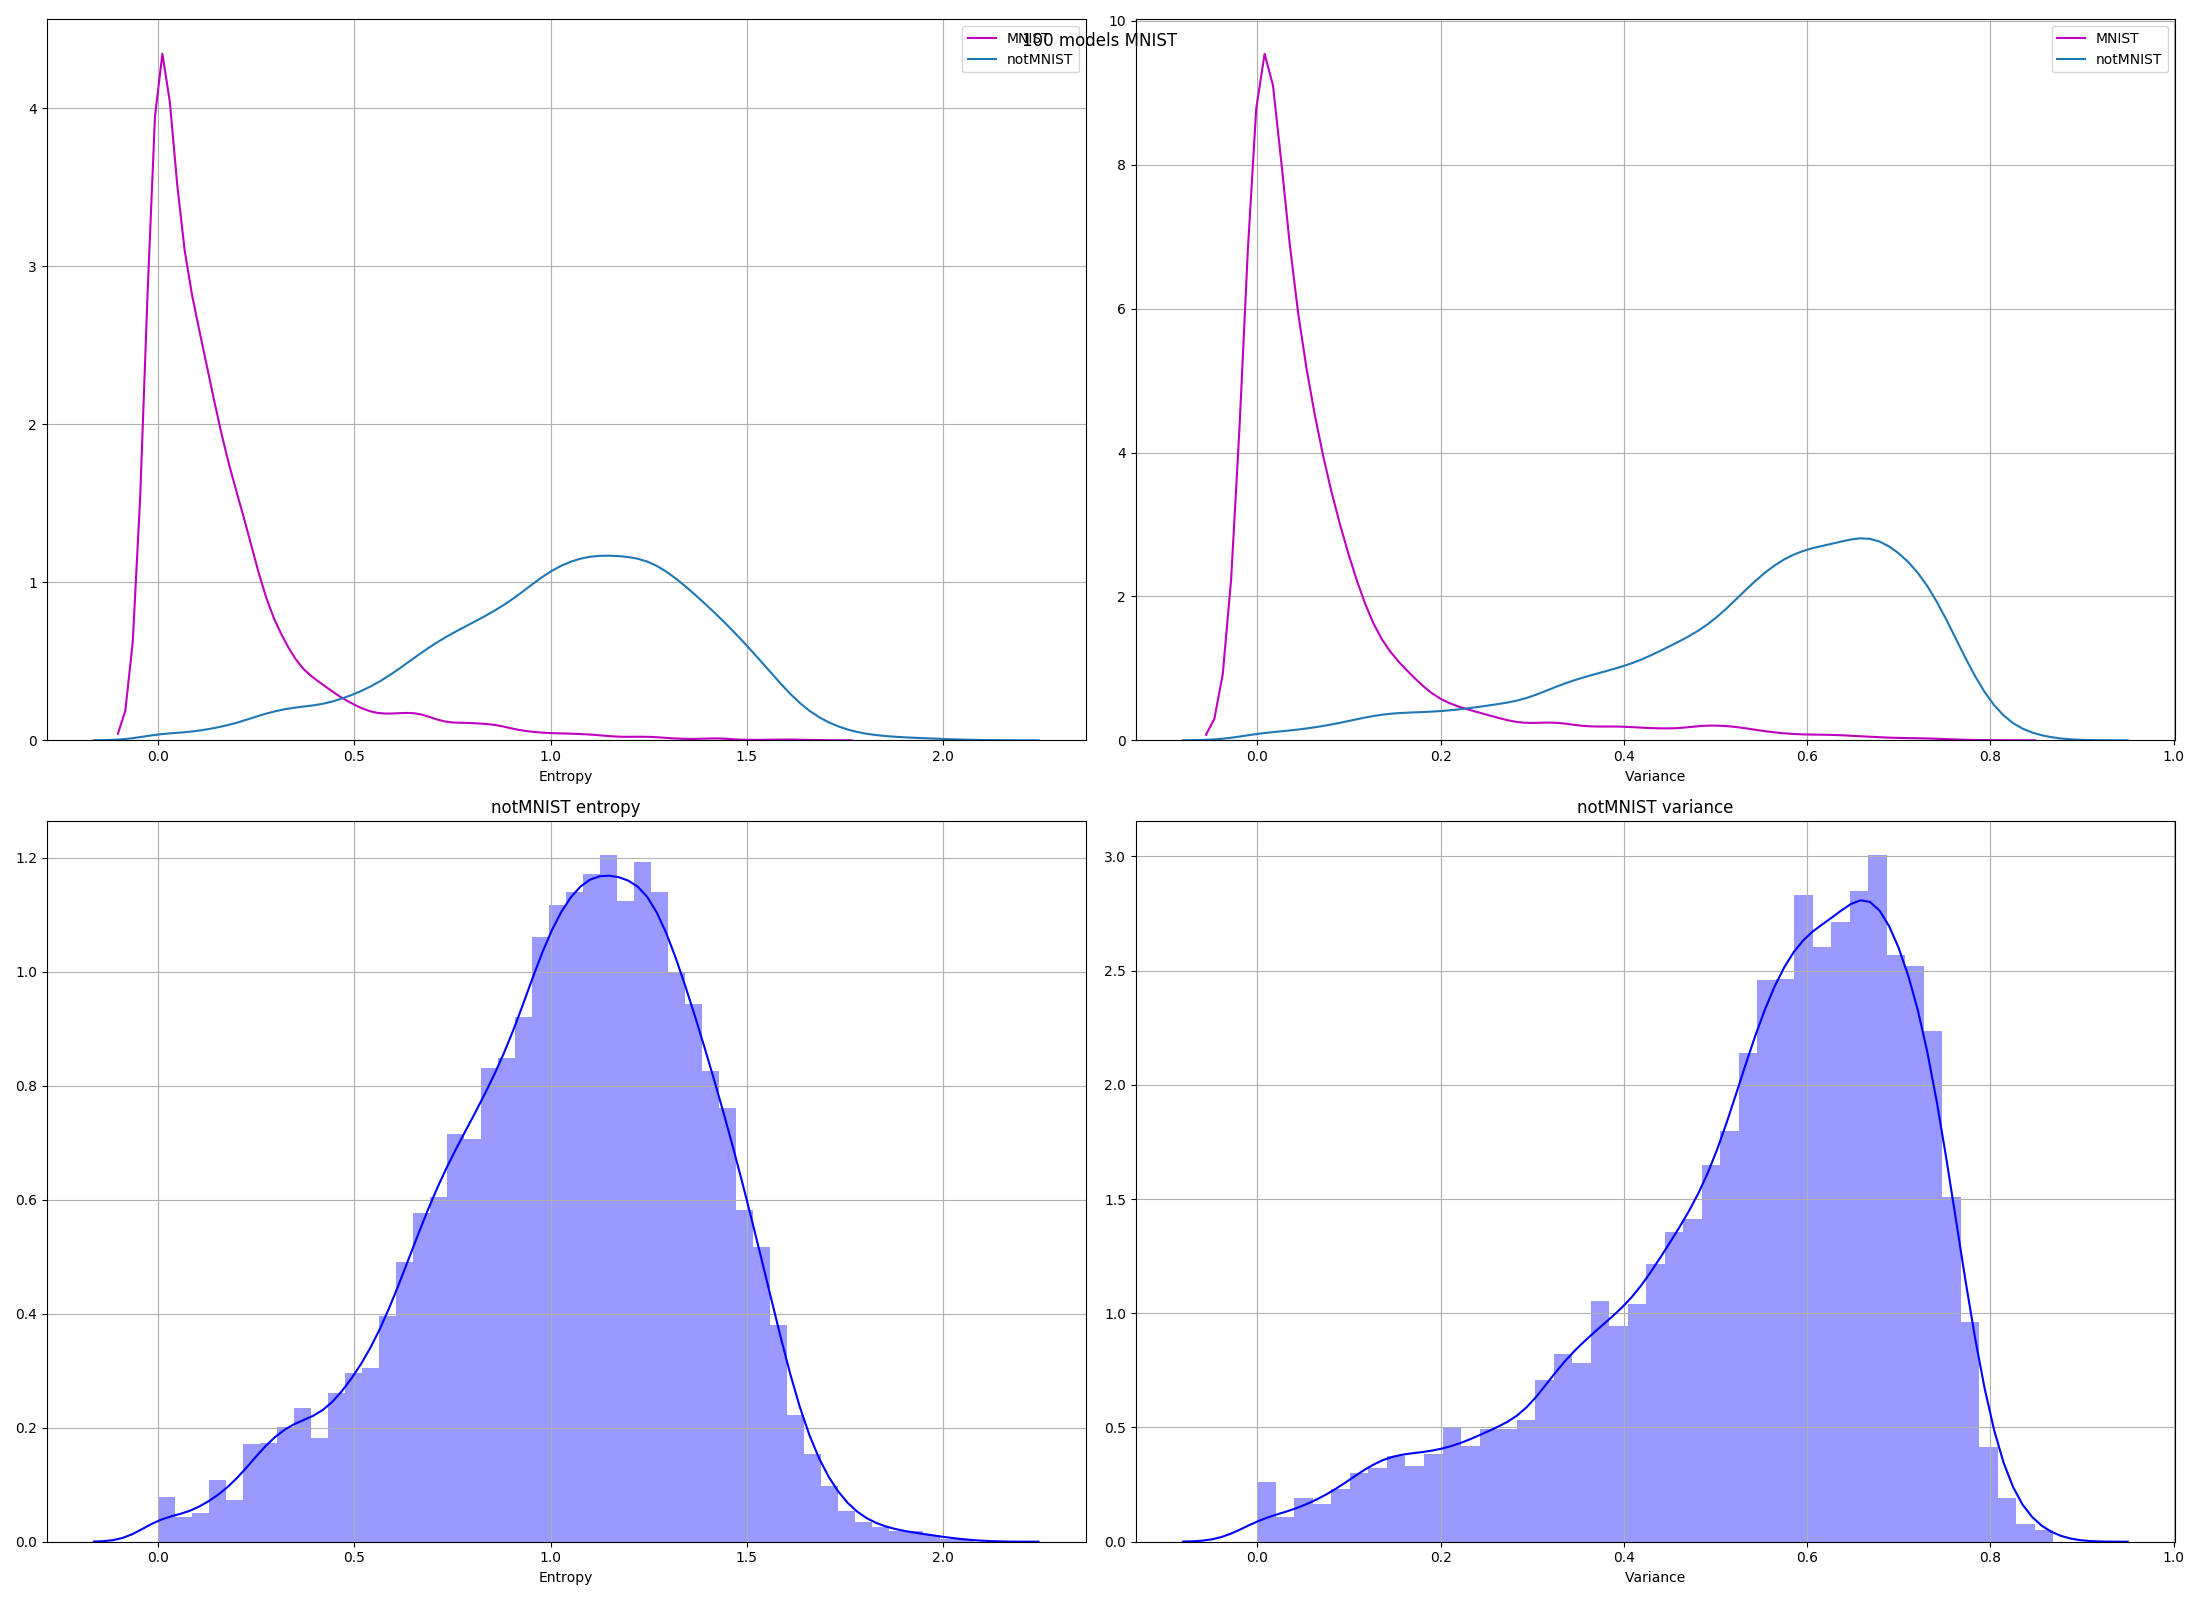 100 models MNIST
MNIST
notMNIST
4
3
2
1
0
0.0 0.5 1.0 1.5 2.0
Entropy
MNIST
notMNIST
10
8
6
4
2
0
0.0 0.2 0.4 0.6 0.8 1.0
Variance
notMNIST entropy
1.2
1.0
0.8
0.6
0.4
0.2
0.0
0.0 0.5 1.0 1.5 2.0
Entropy
notMNIST variance
3.0
2.5
2.0
1.5
1.0
0.5
0.0
0.0 0.2 0.4 0.6 0.8 1.0
Variance